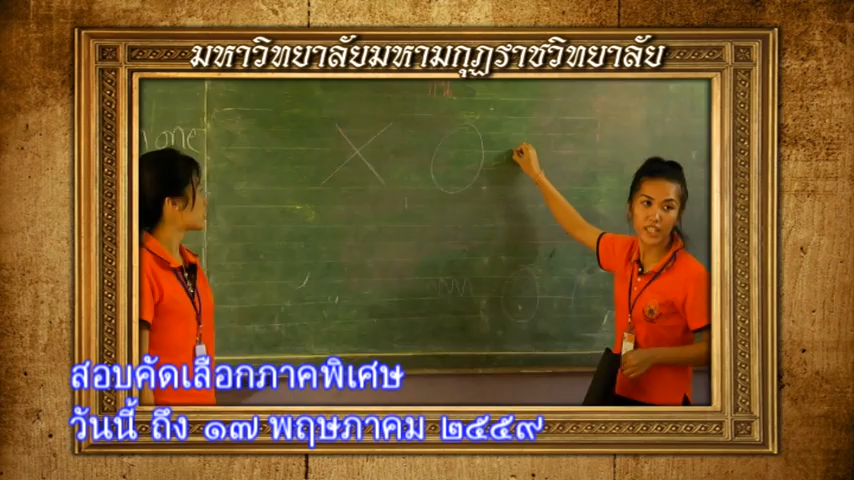 มหาวิทยาลัยมหามกุฏราชวิทยาลัย
one
สอบคัดเลือกภาคพิเศษ
วันนี้ ถึง ๑๗ พฤษภาคม ๒๕๕๙